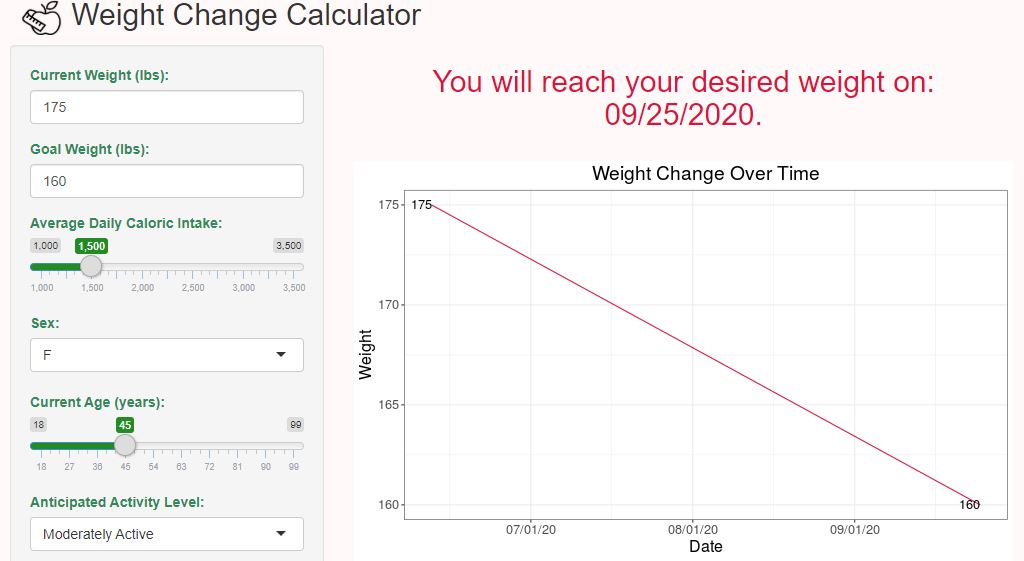 Weight Change Calculator
Current Weight (lbs):
175
Goal Weight (lbs):
160
Average Daily Caloric Intake:
1,000 1,500 3,500
1,000 1,500 2,000 2,500 3,000 3,500
Sex:
F
Current Age (years):
18 45 99
18 27 36 45 54 63 72 81 90 99
Anticipated Activity Level:
Moderately Active
You will reach your desired weight on:
09/25/2020.
Weight Change Over Time
175 175
170
165
160 160
Weight
07/01/20 08/01/20 09/01/20
Date